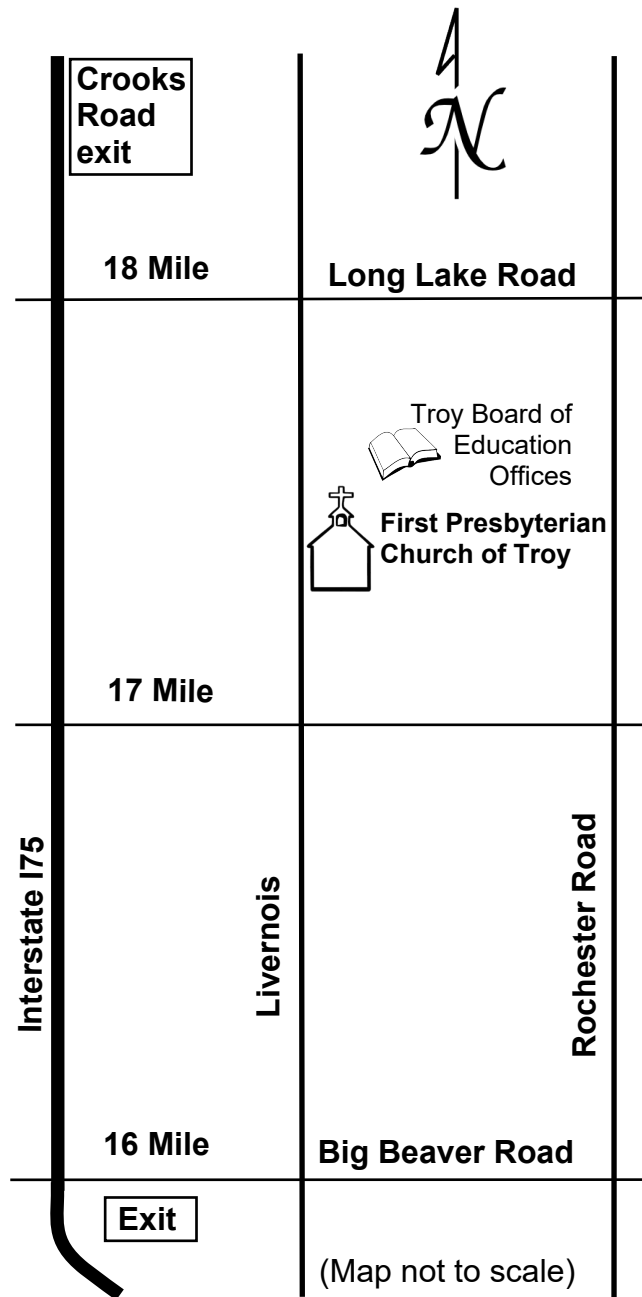 Crooks
Road
exit
N
18 Mile
Long Lake Road
Troy Board of
Education
Offices
First Presbyterian
Church of Troy
17 Mile
Interstate I75
Livernois
Rochester Road
16 Mile
Big Beaver Road
Exit
(Map not to scale)